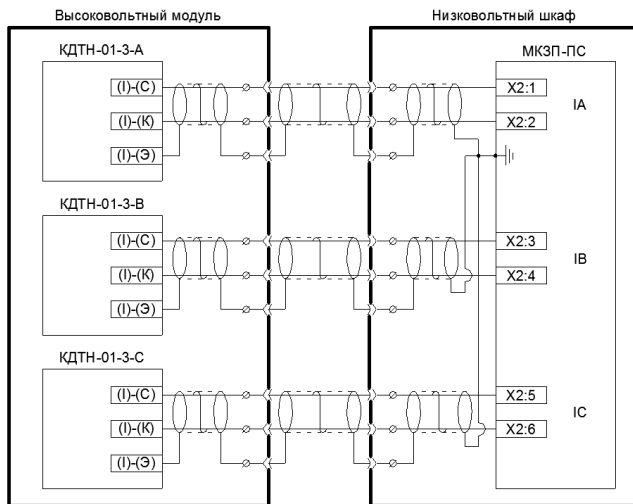 Высоковольтный модуль Низковольтный шкаф
КДТН-01-3-А МКЗП-ПС
(I)-(С) X2:1
IA
(I)-(К) X2:2
(I)-(Э)
КДТН-01-3-В
(I)-(С) X2:3
IB
(I)-(К) X2:4
(I)-(Э)
КДТН-01-3-С
(I)-(С) X2:5
IC
(I)-(К) X2:6
(I)-(Э)